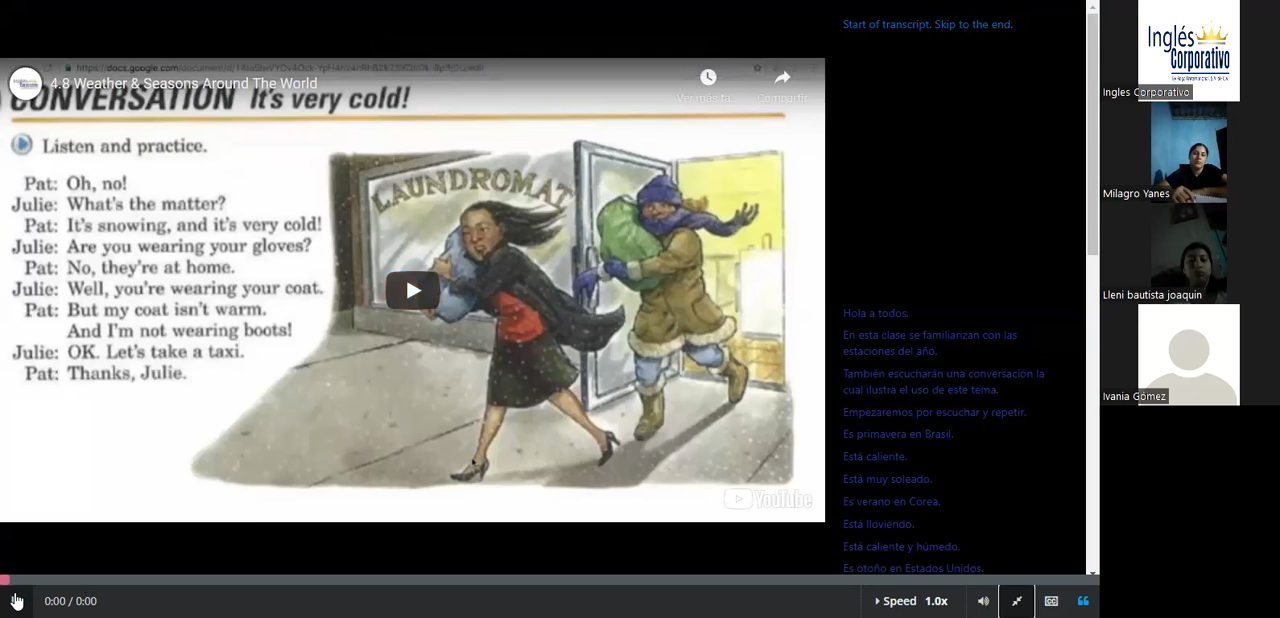 Start of transcript. Skip to the end.
4.8 Weather & Seasons Around The World
Ver más ta...
Compartir
CONVERSATION It's very cold!
Listen and practice.
Pat: Oh, no!
Julie: What's the matter?
Pat: It's snowing, and it's very cold!
Julie: Are you wearing your gloves?
Pat: No, they're at home.
Julie: Well, you're wearing your coat.
Pat: But my coat isn't warm.
And I'm not wearing boots!
Julie: OK. Let's take a taxi.
Pat: Thanks, Julie.
LAUNDROMAT
YouTube
Hola a todos.
En esta clase se familiarizan con las
estaciones del año.
También escucharán una conversación la
cual ilustra el uso de este tema.
Empezaremos por escuchar y repetir.
Es primavera en Brasil.
Está caliente.
Está muy soleado.
Es verano en Corea.
Está lloviendo.
Está caliente y húmedo.
Es otoño en Estados Unidos.
0:00 / 0:00
Speed 1.0x
Inglés
Corporativo
Ingles Corporativo
Milagro Yanes
Lleni bautista joaquin
Ivania Gómez